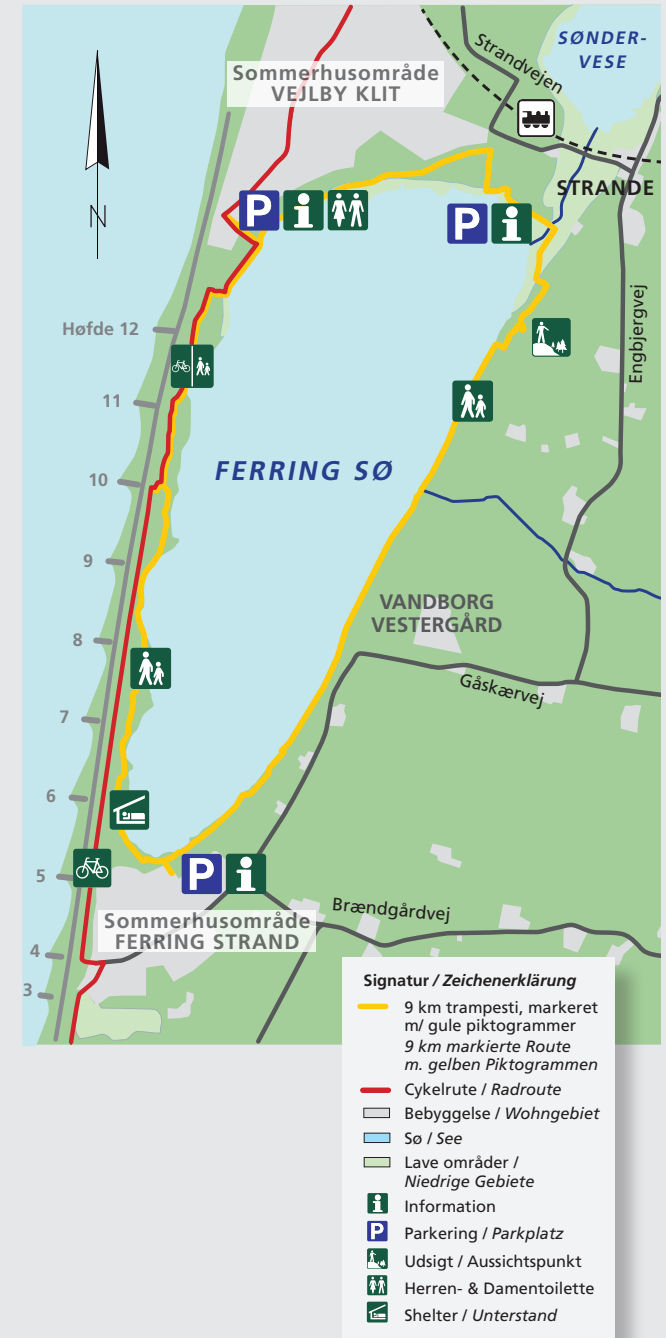 SØNDER-
VESE
Strandvejen
Sommerhusområde
VEJLBY KLIT
N
STRANDE
P
i
P
i
Engbjergvej
Høfde 12
11
10
9
8
7
6
5
4
3
FERRING SØ
VANDBORG
VESTERGÅRD
Gåskærvej
P
i
Brændgårdvej
Sommerhusområde
FERRING STRAND
Signatur / Zeichenerklärung
9 km trampesti, markeret
m/ gule piktogrammer
9 km markierte Route
m. gelben Piktogrammen
Cykelrute / Radroute
Bebyggelse / Wohngebiet
Sø / See
Lave områder /
Niedrige Gebiete
i Information
P Parkering / Parkplatz
Udsigt / Aussichtspunkt
Herren- & Damentoilette
Shelter / Unterstand